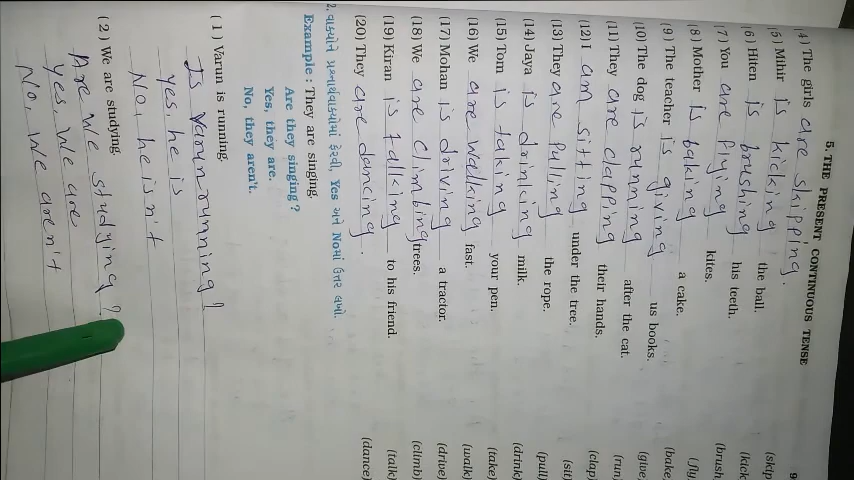 5. THE PRESENT CONTINUOUS TENSE 9
(4) The girls are skipping. (skip
(5) Mihir is kicking the ball. (kick
(6) Hiten is brushing his teeth. (brush
(7) You are flying kites. (fly
(8) Mother is baking a cake. (bake
(9) The teacher is giving us books. (give
(10) The dog is running after the cat. (run
(11) They are clapping their hands. (clap
(12) I am sitting under the tree. (sit
(13) They are pulling the rope. (pull)
(14) Jaya is drinking milk. (drink
(15) Tom is taking your pen. (take
(16) We are walking fast. (walk)
(17) Mohan is driving a tractor. (drive)
(18) We are climbing trees. (climb)
(19) Kiran is talking to his friend. (talk)
(20) They are dancing. (dance)
2. વાક્યોને પ્રશ્નાર્થવાક્યોમાં ફેરવી, Yes અને Noમાં ઉત્તર લખો.
Example : They are singing.
Are they singing?
Yes, they are.
No, they aren't.
(1) Varun is running.
Is Varun running?
Yes, he is
No, he isn't
(2) We are studying.
Are we studying?
Yes, We are
No, We aren't